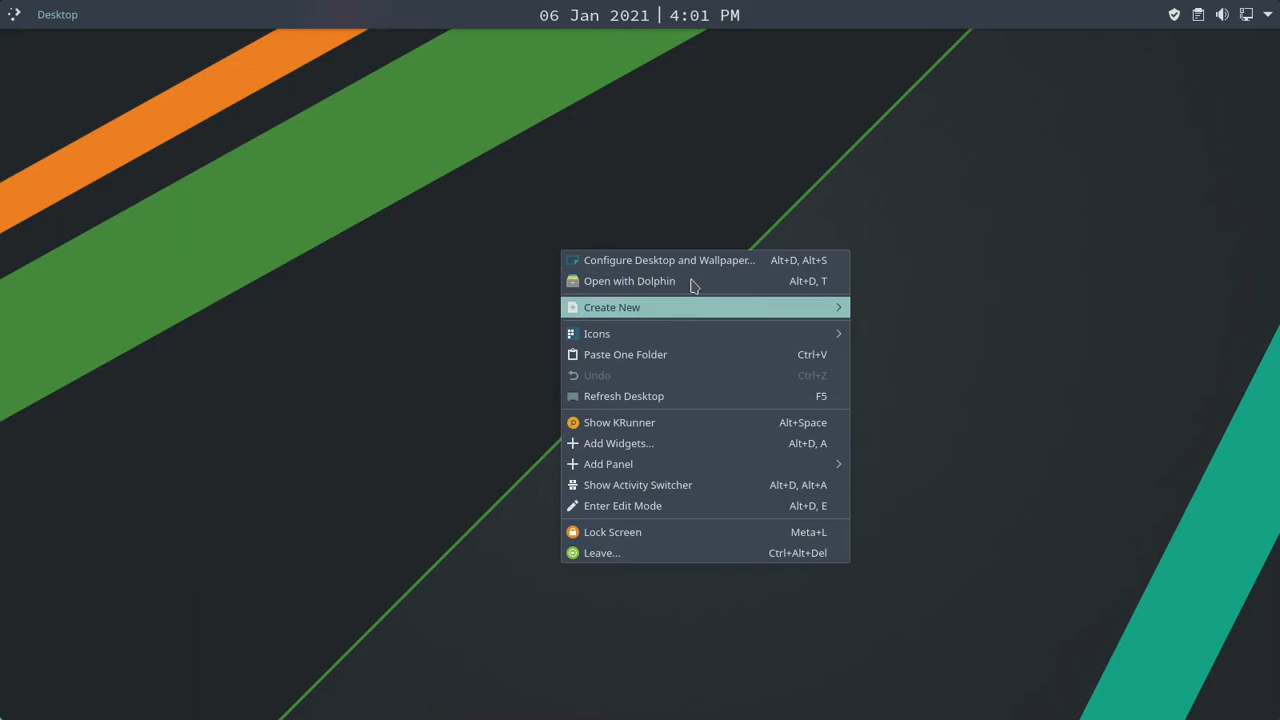 Desktop 06 Jan 2021 | 4:01 PM
Configure Desktop and Wallpaper... Alt+D, Alt+S
Open with Dolphin Alt+D, T
Create New
Icons
Paste One Folder Ctrl+V
Undo Ctrl+Z
Refresh Desktop F5
Show KRunner Alt+Space
Add Widgets... Alt+D, A
Add Panel
Show Activity Switcher Alt+D, Alt+A
Enter Edit Mode Alt+D, E
Lock Screen Meta+L
Leave... Ctrl+Alt+Del